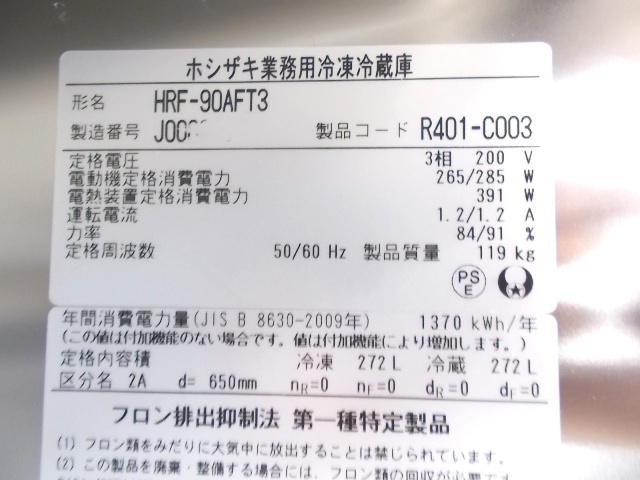 ホシザキ業務用冷凍冷蔵庫
形名 HRF-90AFT3
製造番号 J00 製品コード R401-C003
定格電圧 3相 200 V
電動機定格消費電力 265/285 W
電熱装置定格消費電力 391 W
運転電流 1.2/1.2 A
力率 84/91 %
定格周波数 50/60 Hz 製品質量 119 kg
PS
E
年間消費電力量(JIS B 8630-2009年) 1370 kWh/年
(この値は付加機能のない場合です。値は付加機能により増加します。)
定格内容積 冷凍 272 L 冷蔵 272 L
区分名 2A d= 650mm nR=0 nF=0 dR=0 dF=0
フロン排出抑制法 第一種特定製品
(1) フロン類をみだりに大気中に放出することは禁じられています。
(2) この製品を廃棄・整備する場合には、フロン類の回収が必要です。